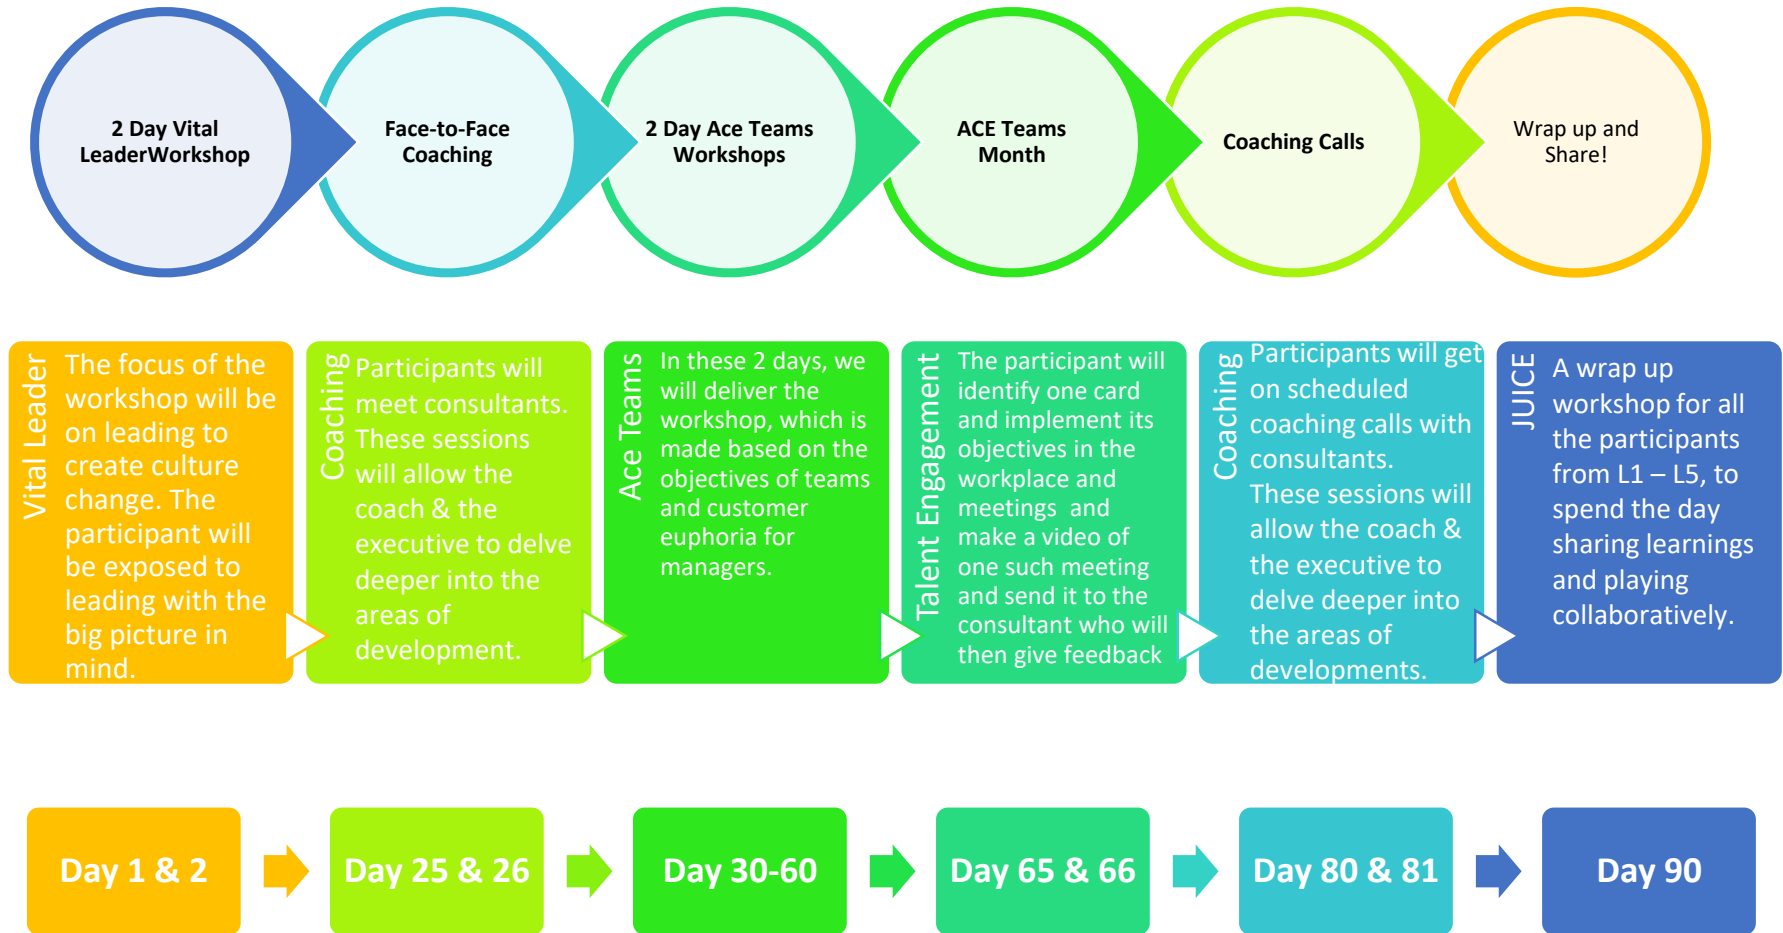 2 Day Vital
LeaderWorkshop
Face-to-Face
Coaching
2 Day Ace Teams
Workshops
ACE Teams
Month
Coaching Calls
Wrap up and
Share!
Vital Leader
The focus of the
workshop will be
on leading to
create culture
change. The
participant will
be exposed to
leading with the
big picture in
mind.
Coaching
Participants will
meet consultants.
These sessions
will allow the
coach & the
executive to delve
deeper into the
areas of
development.
Ace Teams
In these 2 days, we
will deliver the
workshop, which is
made based on the
objectives of teams
and customer
euphoria for
managers.
Talent Engagement
The participant will
identify one card
and implement its
objectives in the
workplace and
meetings  and
make a video of
one such meeting
and send it to the
consultant who will
then give feedback
Coaching
Participants will get
on scheduled
coaching calls with
consultants.
These sessions will
allow the coach &
the executive to
delve deeper into
the areas of
developments.
JUICE
A wrap up
workshop for all
the participants
from L1 – L5, to
spend the day
sharing learnings
and playing
collaboratively.
Day 1 & 2
Day 25 & 26
Day 30-60
Day 65 & 66
Day 80 & 81
Day 90